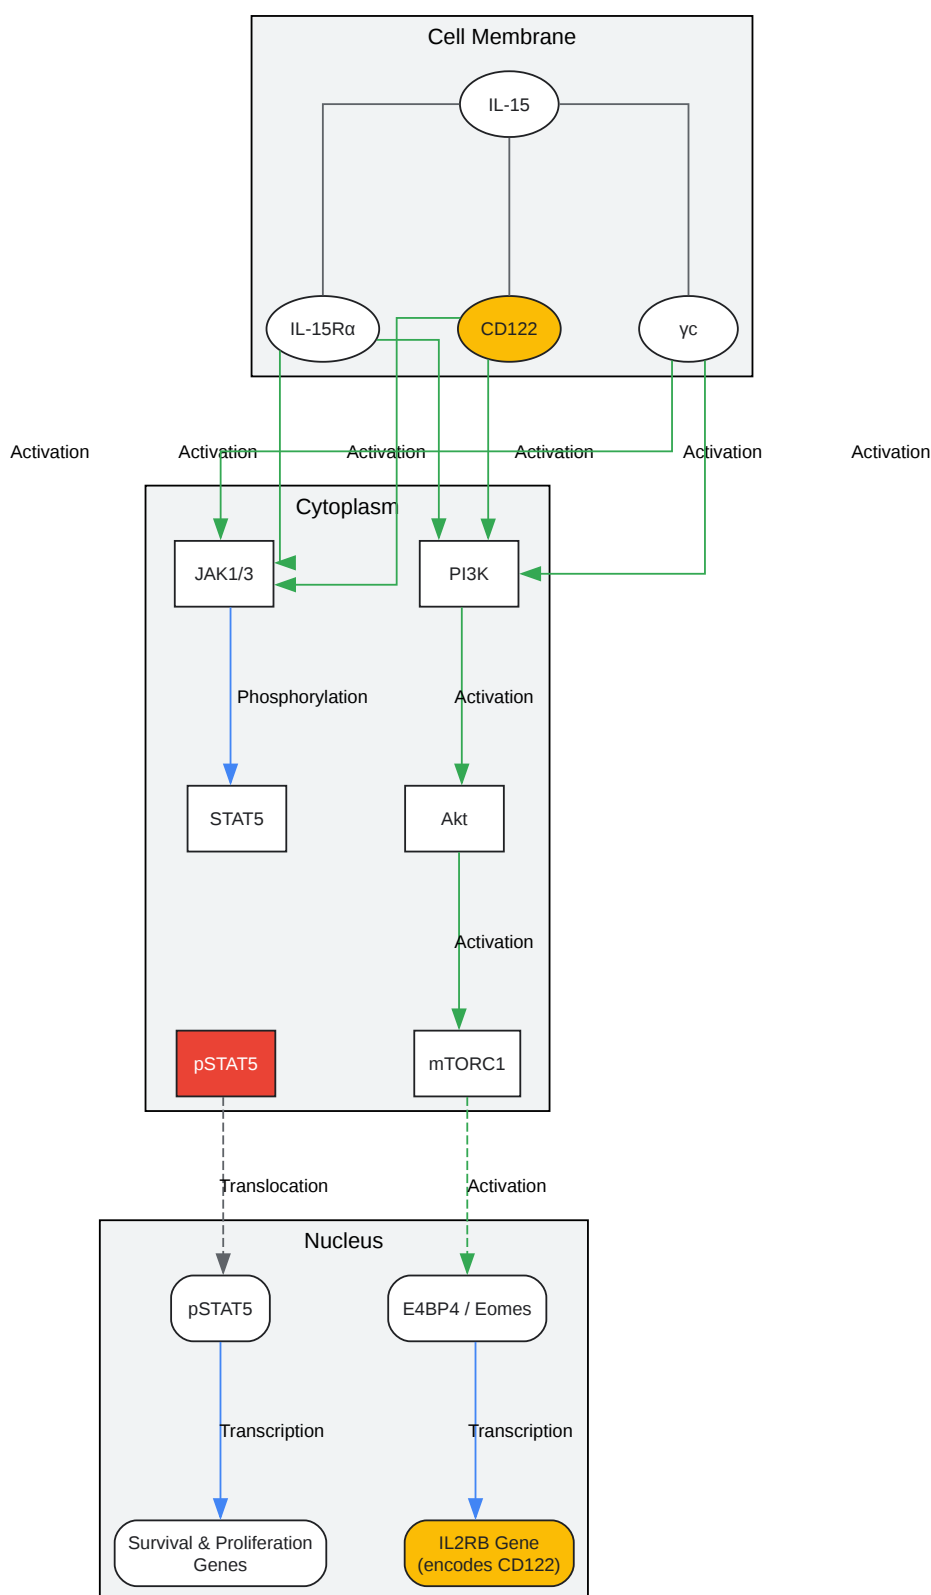 Cell Membrane
IL-15
IL-15Rα
CD122
γc
Activation
Activation
Activation
Activation
Activation
Activation
Cytoplasm
JAK1/3
PI3K
Phosphorylation
Activation
STAT5
Akt
Activation
pSTAT5
mTORC1
Translocation
Activation
Nucleus
pSTAT5
E4BP4 / Eomes
Transcription
Transcription
Survival & Proliferation
Genes
IL2RB Gene
(encodes CD122)